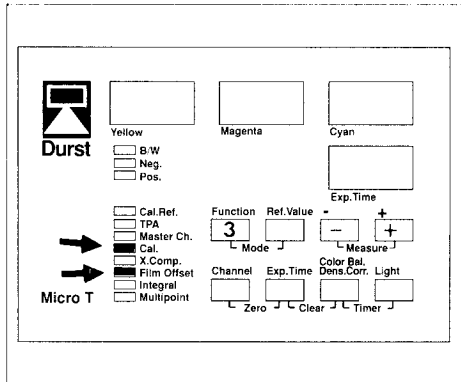 Durst
Yellow
Magenta
Cyan
B/W
Neg.
Pos.
Exp.Time
Cal.Ref.
TPA
Master Ch.
Cal.
X.Comp.
Film Offset
Integral
Multipoint
Micro T
Function Ref.Value - +
3 - +
Mode Measure
Channel Exp.Time Color Bal. Dens.Corr. Light
Zero Clear Timer